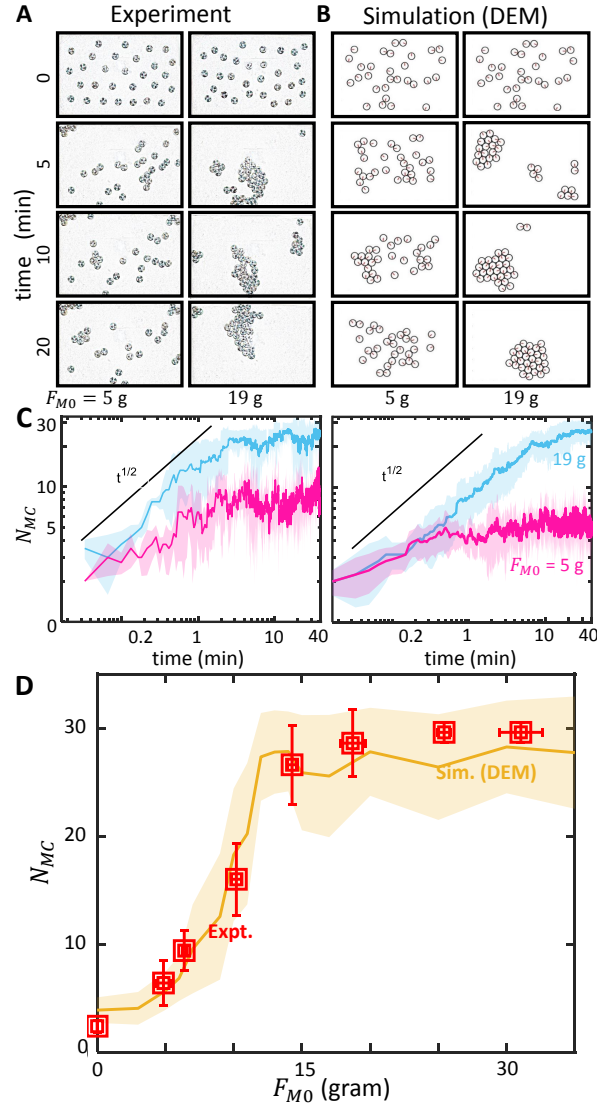 A Experiment B Simulation (DEM)
time (min)
0
5
10
20
F_M0 = 5 g 19 g 5 g 19 g
C
N_MC
30
10
5
0
t^1/2
0.2 1 10 40
time (min)
t^1/2
19 g
F_M0 = 5 g
0.2 1 10 40
time (min)
D
N_MC
30
20
10
0
Sim. (DEM)
Expt.
0 15 30
F_M0 (gram)